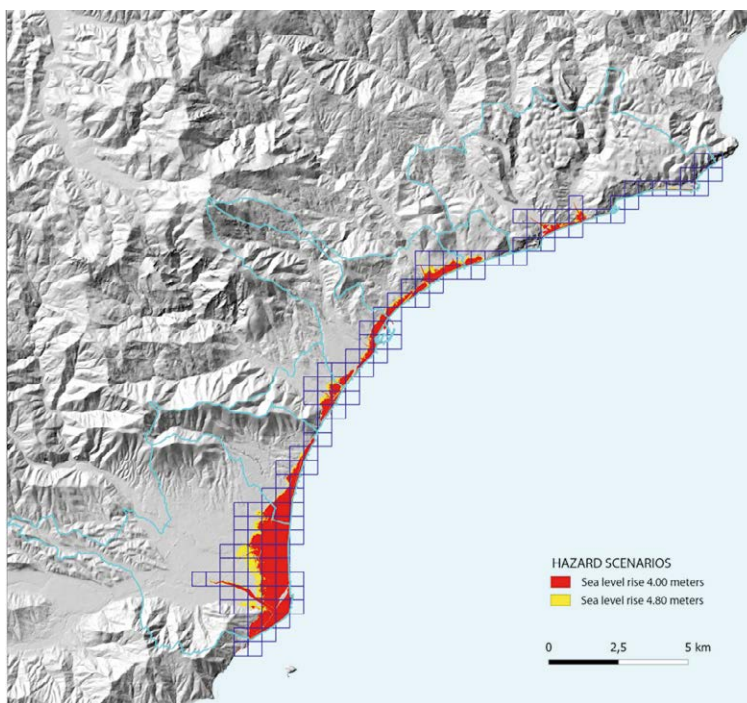 HAZARD SCENARIOS
Sea level rise 4.00 meters
Sea level rise 4.80 meters
0 2,5 5 km